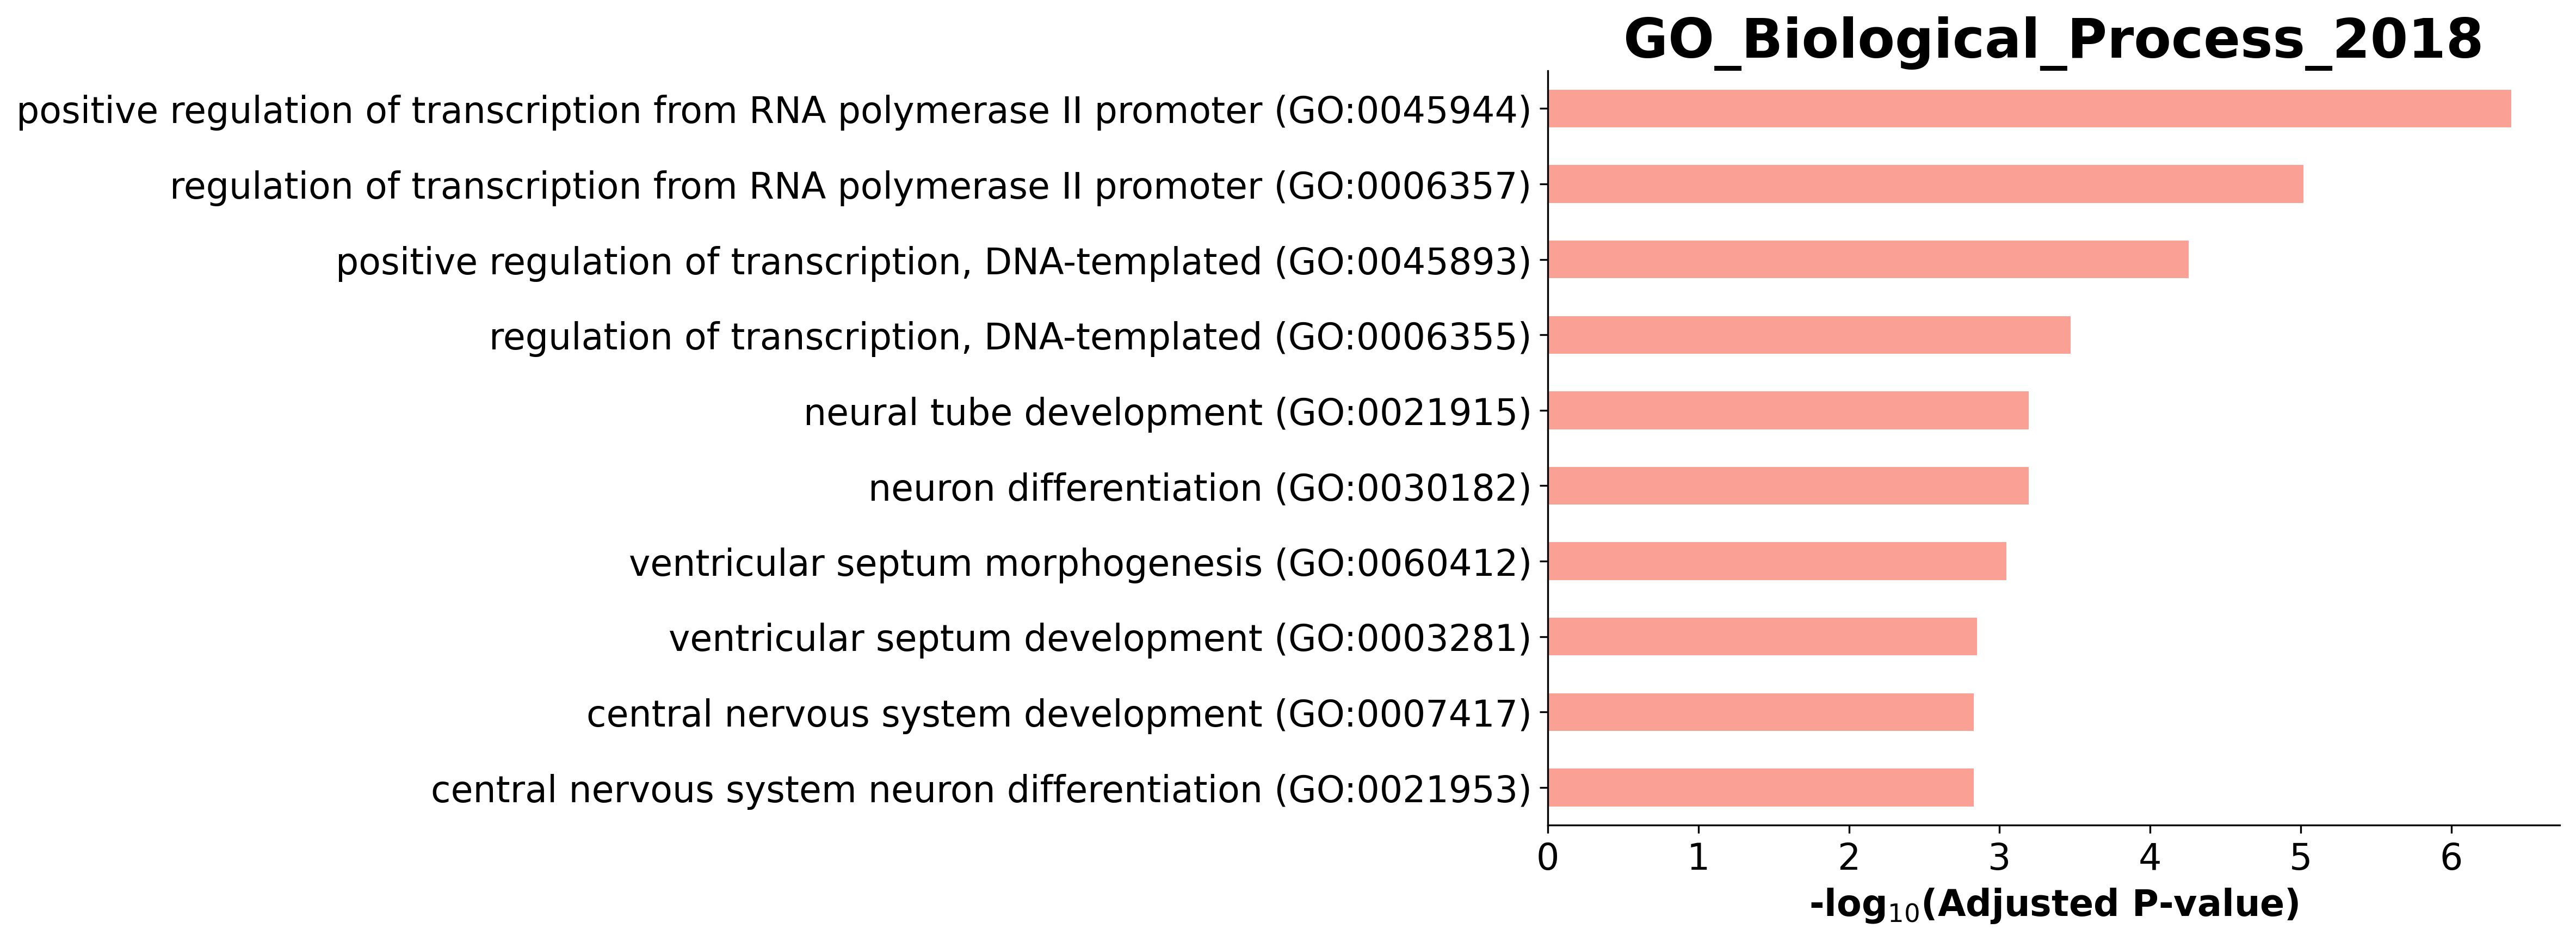 GO_Biological_Process_2018
positive regulation of transcription from RNA polymerase II promoter (GO:0045944)
regulation of transcription from RNA polymerase II promoter (GO:0006357)
positive regulation of transcription, DNA-templated (GO:0045893)
regulation of transcription, DNA-templated (GO:0006355)
neural tube development (GO:0021915)
neuron differentiation (GO:0030182)
ventricular septum morphogenesis (GO:0060412)
ventricular septum development (GO:0003281)
central nervous system development (GO:0007417)
central nervous system neuron differentiation (GO:0021953)
0 1 2 3 4 5 6
-log₁₀(Adjusted P-value)